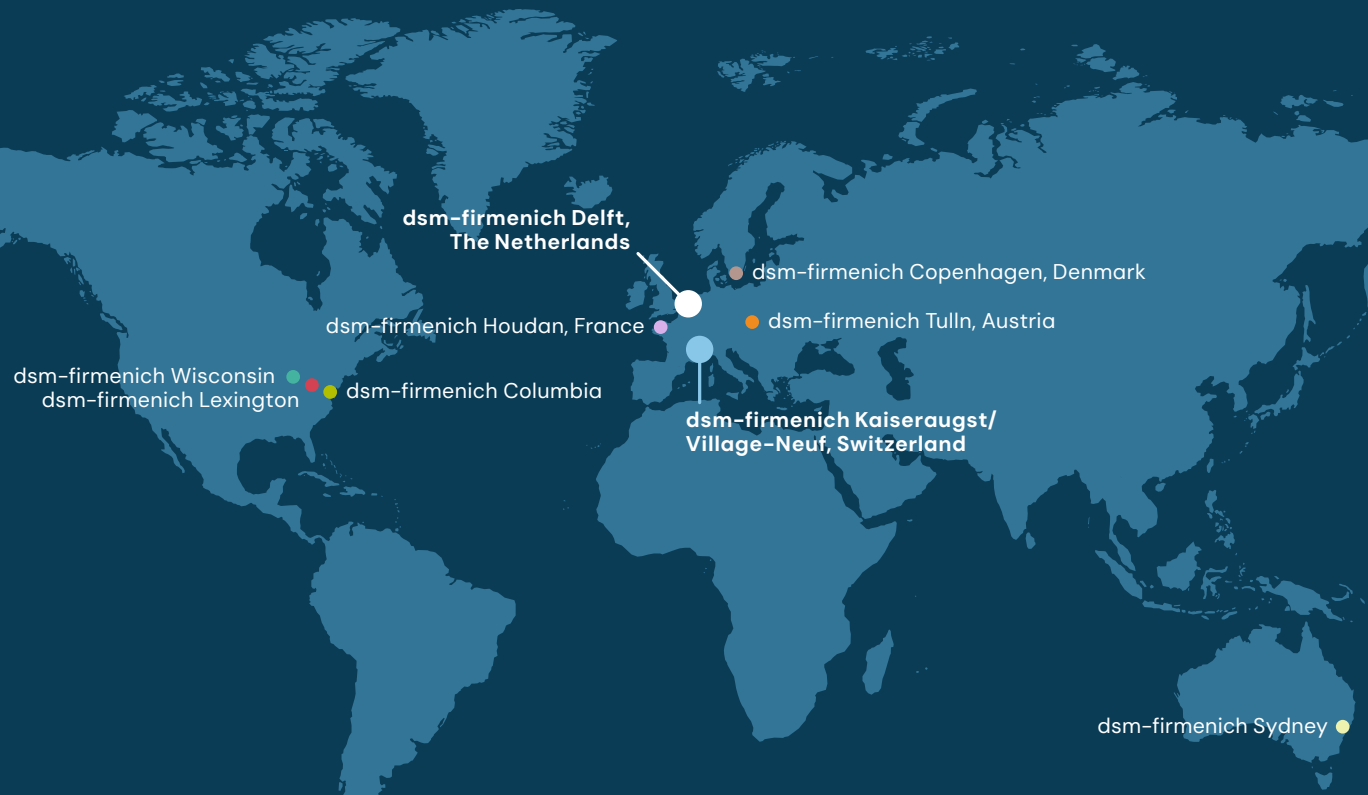 dsm-firmenich Delft,
The Netherlands
dsm-firmenich Copenhagen, Denmark
dsm-firmenich Houdan, France
dsm-firmenich Tulln, Austria
dsm-firmenich Wisconsin
dsm-firmenich Lexington
dsm-firmenich Columbia
dsm-firmenich Kaiseraugst/
Village-Neuf, Switzerland
dsm-firmenich Sydney